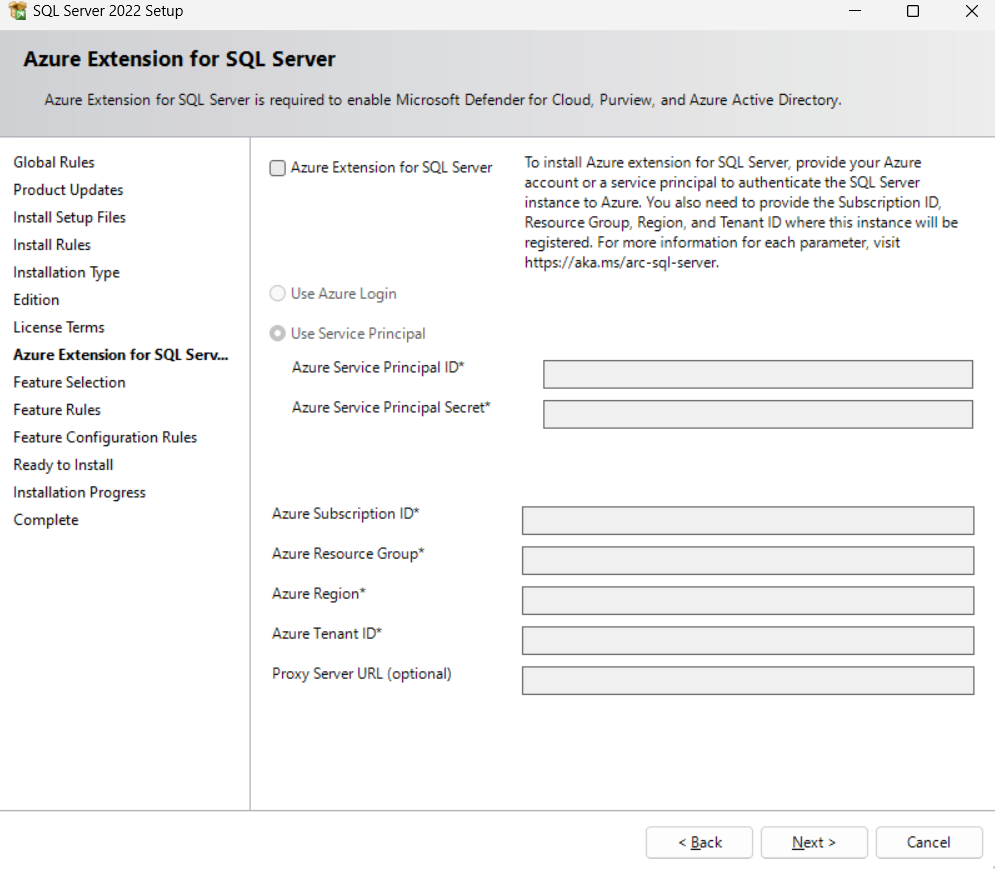 SQL Server 2022 Setup
Azure Extension for SQL Server
Azure Extension for SQL Server is required to enable Microsoft Defender for Cloud, Purview, and Azure Active Directory.
Global Rules
Product Updates
Install Setup Files
Install Rules
Installation Type
Edition
License Terms
Azure Extension for SQL Serv...
Feature Selection
Feature Rules
Feature Configuration Rules
Ready to Install
Installation Progress
Complete
Azure Extension for SQL Server
To install Azure extension for SQL Server, provide your Azure
account or a service principal to authenticate the SQL Server
instance to Azure. You also need to provide the Subscription ID,
Resource Group, Region, and Tenant ID where this instance will be
registered. For more information for each parameter, visit
https://aka.ms/arc-sql-server.
Use Azure Login
Use Service Principal
Azure Service Principal ID*
Azure Service Principal Secret*
Azure Subscription ID*
Azure Resource Group*
Azure Region*
Azure Tenant ID*
Proxy Server URL (optional)
< Back
Next >
Cancel